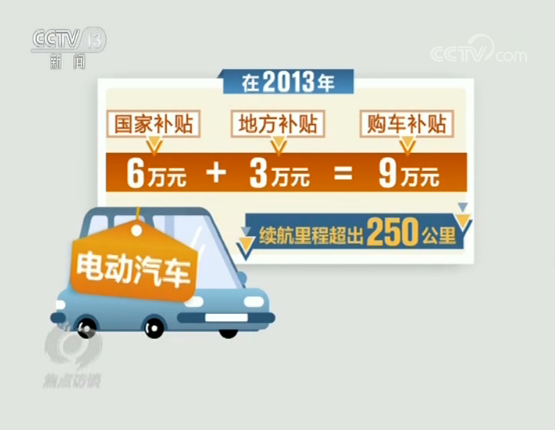 CCTV 13
新闻
CCTV.com
在2013年
国家补贴 地方补贴 购车补贴
6万元 + 3万元 = 9万元
续航里程超出250公里
电动汽车
焦点访谈